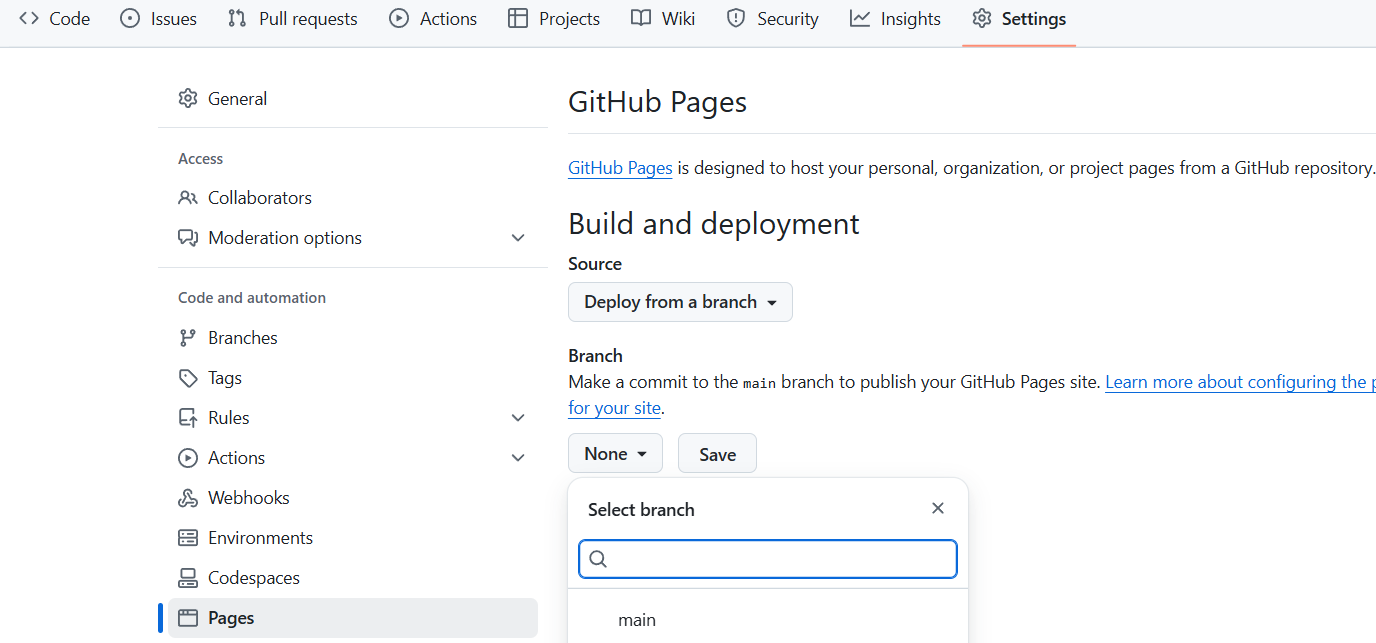 Code Issues Pull requests Actions Projects Wiki Security Insights Settings
General
Access
Collaborators
Moderation options
Code and automation
Branches
Tags
Rules
Actions
Webhooks
Environments
Codespaces
Pages
GitHub Pages
GitHub Pages is designed to host your personal, organization, or project pages from a GitHub repository.
Build and deployment
Source
Deploy from a branch
Branch
Make a commit to the main branch to publish your GitHub Pages site. Learn more about configuring the
for your site.
None Save
Select branch
main